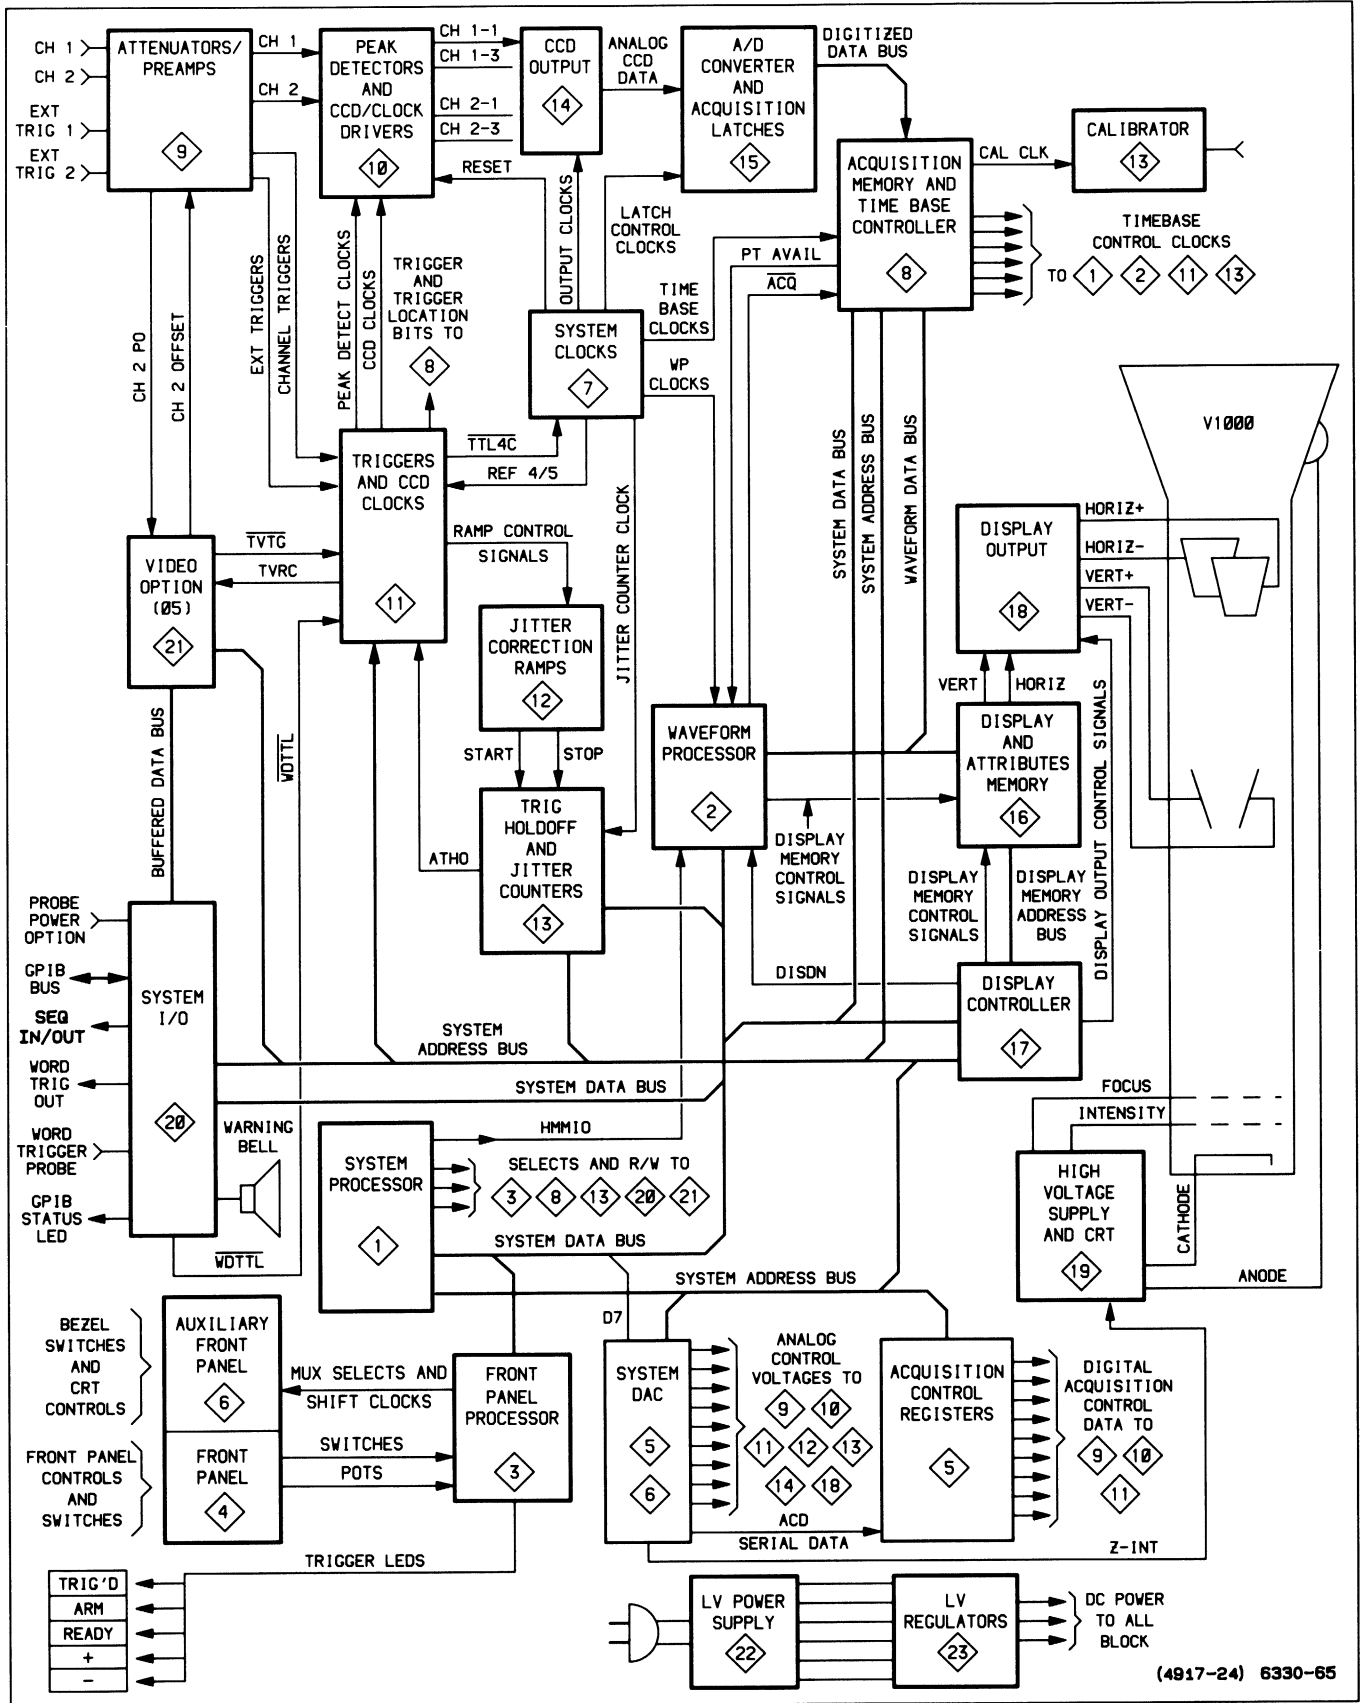 CH 1
CH 2
EXT
TRIG 1
EXT
TRIG 2
ATTENUATORS/
PREAMPS
9
CH 1
CH 2
PEAK
DETECTORS
AND
CCD/CLOCK
DRIVERS
10
CH 1-1
CH 1-3
CH 2-1
CH 2-3
RESET
CCD
OUTPUT
14
ANALOG
CCD
DATA
A/D
CONVERTER
AND
ACQUISITION
LATCHES
15
DIGITIZED
DATA BUS
ACQUISITION
MEMORY AND
TIME BASE
CONTROLLER
8
CAL CLK
CALIBRATOR
13
TIMEBASE
CONTROL CLOCKS
TO 1 2 11 13
LATCH
CONTROL
CLOCKS
OUTPUT CLOCKS
PT AVAIL
ACQ
TIME
BASE
CLOCKS
WP
CLOCKS
SYSTEM
CLOCKS
7
TRIGGER
AND
TRIGGER
LOCATION
BITS TO
8
PEAK DETECT CLOCKS
CCD CLOCKS
EXT TRIGGERS
CHANNEL TRIGGERS
CH 2 PO
CH 2 OFFSET
TTL4C
REF 4/5
TRIGGERS
AND CCD
CLOCKS
11
RAMP CONTROL
SIGNALS
JITTER COUNTER CLOCK
TVTG
TVRC
VIDEO
OPTION
(05)
21
JITTER
CORRECTION
RAMPS
12
START
STOP
TRIG
HOLDOFF
AND
JITTER
COUNTERS
13
ATHO
WDTTL
BUFFERED DATA BUS
SYSTEM DATA BUS
SYSTEM ADDRESS BUS
WAVEFORM DATA BUS
WAVEFORM
PROCESSOR
2
DISPLAY
OUTPUT
18
HORIZ+
HORIZ-
VERT+
VERT-
V1000
VERT
HORIZ
DISPLAY
AND
ATTRIBUTES
MEMORY
16
DISPLAY
MEMORY
CONTROL
SIGNALS
DISPLAY
MEMORY
CONTROL
SIGNALS
DISPLAY
MEMORY
ADDRESS
BUS
DISPLAY OUTPUT CONTROL SIGNALS
DISDN
DISPLAY
CONTROLLER
17
PROBE
POWER
OPTION
GPIB
BUS
SEQ
IN/OUT
WORD
TRIG
OUT
WORD
TRIGGER
PROBE
GPIB
STATUS
LED
SYSTEM
I/O
20
SYSTEM
ADDRESS BUS
SYSTEM DATA BUS
WARNING
BELL
WDTTL
SYSTEM
PROCESSOR
1
HMMIO
SELECTS AND R/W TO
3 8 13 20 21
SYSTEM DATA BUS
SYSTEM ADDRESS BUS
FOCUS
INTENSITY
HIGH
VOLTAGE
SUPPLY
AND CRT
19
CATHODE
ANODE
BEZEL
SWITCHES
AND
CRT
CONTROLS
FRONT PANEL
CONTROLS
AND
SWITCHES
AUXILIARY
FRONT
PANEL
6
FRONT
PANEL
4
MUX SELECTS AND
SHIFT CLOCKS
SWITCHES
POTS
FRONT
PANEL
PROCESSOR
3
D7
SYSTEM
DAC
5
6
ANALOG
CONTROL
VOLTAGES TO
9 10
11 12 13
14 18
ACD
SERIAL DATA
ACQUISITION
CONTROL
REGISTERS
5
DIGITAL
ACQUISITION
CONTROL
DATA TO
9 10
11
Z-INT
TRIGGER LEDS
TRIG'D
ARM
READY
+
-
LV POWER
SUPPLY
22
LV
REGULATORS
23
DC POWER
TO ALL
BLOCK
(4917-24) 6330-65